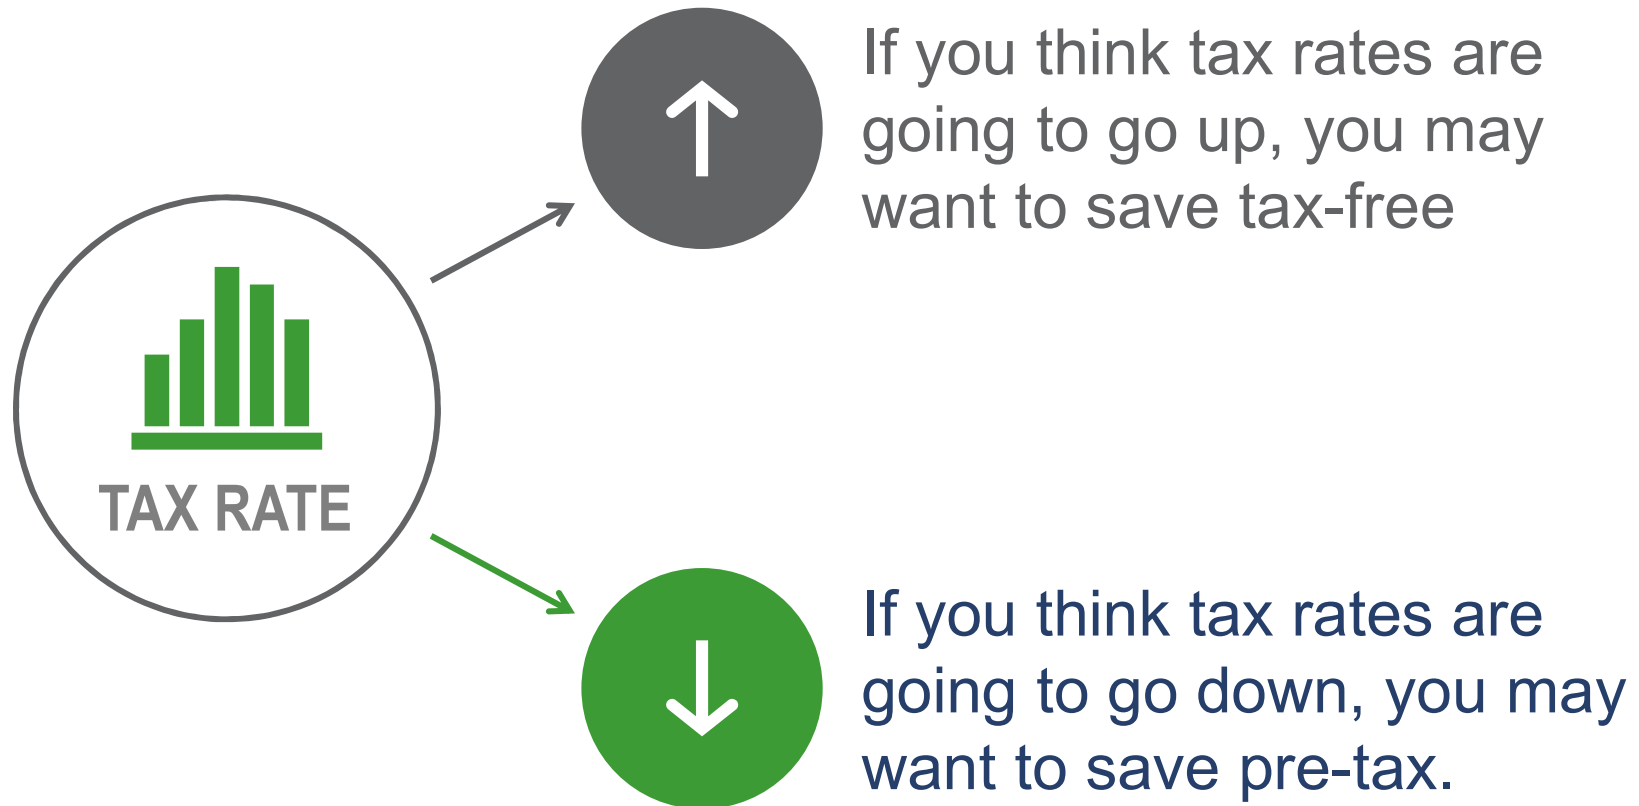 If you think tax rates are
going to go up, you may
want to save tax-free
TAX RATE
If you think tax rates are
going to go down, you may
want to save pre-tax.